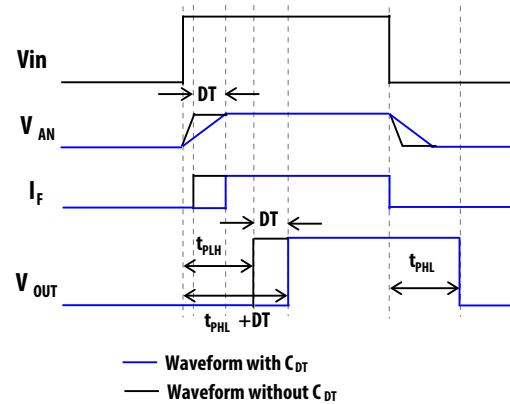 Vin
DT
V AN
I F
DT
t PLH
V OUT
t PHL
t PHL +DT
Waveform with C DT
Waveform without C DT